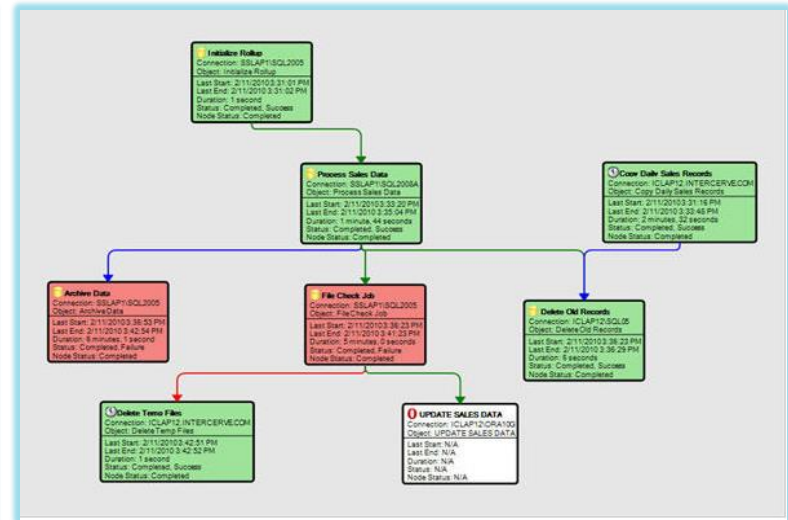 Initialize Rollup
Connection: SSLAP1\SQL2005
Object: Initialize Rollup
Last Start: 2/11/2010 3:31:01 PM
Last End: 2/11/2010 3:31:02 PM
Duration: 1 second
Status: Completed, Success
Node Status: Completed
Process Sales Data
Connection: SSLAP1\SQL2008A
Object: Process Sales Data
Last Start: 2/11/2010 3:33:20 PM
Last End: 2/11/2010 3:35:04 PM
Duration: 1 minute, 44 seconds
Status: Completed, Success
Node Status: Completed
Copy Daily Sales Records
Connection: ICLAP12.INTERCERVE.COM
Object: Copy Daily Sales Records
Last Start: 2/11/2010 3:31:16 PM
Last End: 2/11/2010 3:33:48 PM
Duration: 2 minutes, 32 seconds
Status: Completed, Success
Node Status: Completed
Archive Data
Connection: SSLAP1\SQL2005
Object: Archive Data
Last Start: 2/11/2010 3:36:53 PM
Last End: 2/11/2010 3:42:54 PM
Duration: 6 minutes, 1 second
Status: Completed, Failure
Node Status: Completed
File Check Job
Connection: SSLAP1\SQL2005
Object: File Check Job
Last Start: 2/11/2010 3:36:23 PM
Last End: 2/11/2010 3:41:23 PM
Duration: 5 minutes, 0 seconds
Status: Completed, Failure
Node Status: Completed
Delete Old Records
Connection: ICLAP12\SQL05
Object: Delete Old Records
Last Start: 2/11/2010 3:36:23 PM
Last End: 2/11/2010 3:36:29 PM
Duration: 6 seconds
Status: Completed, Success
Node Status: Completed
Delete Temp Files
Connection: ICLAP12.INTERCERVE.COM
Object: Delete Temp Files
Last Start: 2/11/2010 3:42:51 PM
Last End: 2/11/2010 3:42:52 PM
Duration: 1 second
Status: Completed, Success
Node Status: Completed
UPDATE SALES DATA
Connection: ICLAP12\ORA10G
Object: UPDATE SALES DATA
Last Start: N/A
Last End: N/A
Duration: N/A
Status: N/A
Node Status: N/A